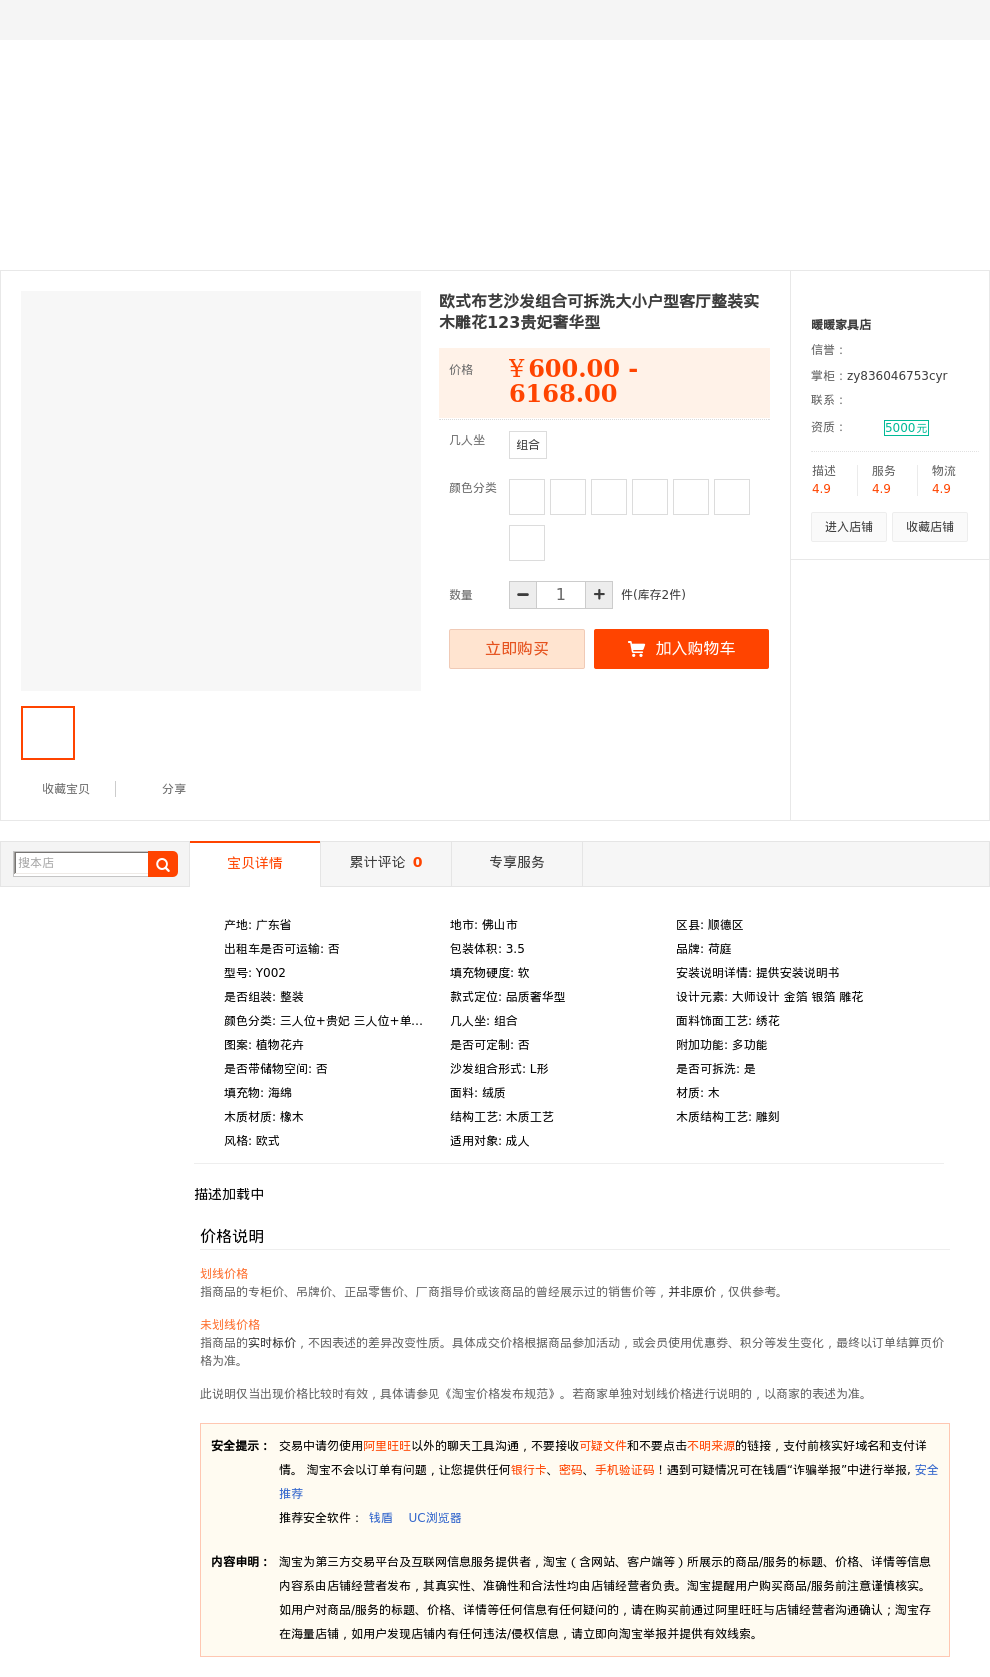 欧式布艺沙发组合可拆洗大小户型客厅整装实
木雕花123贵妃奢华型
价格
￥600.00 -
6168.00
几人坐
组合
颜色分类
数量
1
件(库存2件)
立即购买
加入购物车
收藏宝贝
分享
暖暖家具店
信誉：
掌柜：zy836046753cyr
联系：
资质：
5000元
描述 服务 物流
4.9 4.9 4.9
进入店铺 收藏店铺
搜本店
宝贝详情 累计评论 0 专享服务
产地: 广东省 地市: 佛山市 区县: 顺德区
出租车是否可运输: 否 包装体积: 3.5 品牌: 荷庭
型号: Y002 填充物硬度: 软 安装说明详情: 提供安装说明书
是否组装: 整装 款式定位: 品质奢华型 设计元素: 大师设计 金箔 银箔 雕花
颜色分类: 三人位+贵妃 三人位+单... 几人坐: 组合 面料饰面工艺: 绣花
图案: 植物花卉 是否可定制: 否 附加功能: 多功能
是否带储物空间: 否 沙发组合形式: L形 是否可拆洗: 是
填充物: 海绵 面料: 绒质 材质: 木
木质材质: 橡木 结构工艺: 木质工艺 木质结构工艺: 雕刻
风格: 欧式 适用对象: 成人
描述加载中
价格说明
划线价格
指商品的专柜价、吊牌价、正品零售价、厂商指导价或该商品的曾经展示过的销售价等，并非原价，仅供参考。
未划线价格
指商品的实时标价，不因表述的差异改变性质。具体成交价格根据商品参加活动，或会员使用优惠券、积分等发生变化，最终以订单结算页价
格为准。
此说明仅当出现价格比较时有效，具体请参见《淘宝价格发布规范》。若商家单独对划线价格进行说明的，以商家的表述为准。
安全提示： 交易中请勿使用阿里旺旺以外的聊天工具沟通，不要接收可疑文件和不要点击不明来源的链接，支付前核实好域名和支付详
情。 淘宝不会以订单有问题，让您提供任何银行卡、密码、手机验证码！遇到可疑情况可在钱盾“诈骗举报”中进行举报, 安全
推荐
推荐安全软件： 钱盾 UC浏览器
内容申明： 淘宝为第三方交易平台及互联网信息服务提供者，淘宝（含网站、客户端等）所展示的商品/服务的标题、价格、详情等信息
内容系由店铺经营者发布，其真实性、准确性和合法性均由店铺经营者负责。淘宝提醒用户购买商品/服务前注意谨慎核实。
如用户对商品/服务的标题、价格、详情等任何信息有任何疑问的，请在购买前通过阿里旺旺与店铺经营者沟通确认；淘宝存
在海量店铺，如用户发现店铺内有任何违法/侵权信息，请立即向淘宝举报并提供有效线索。